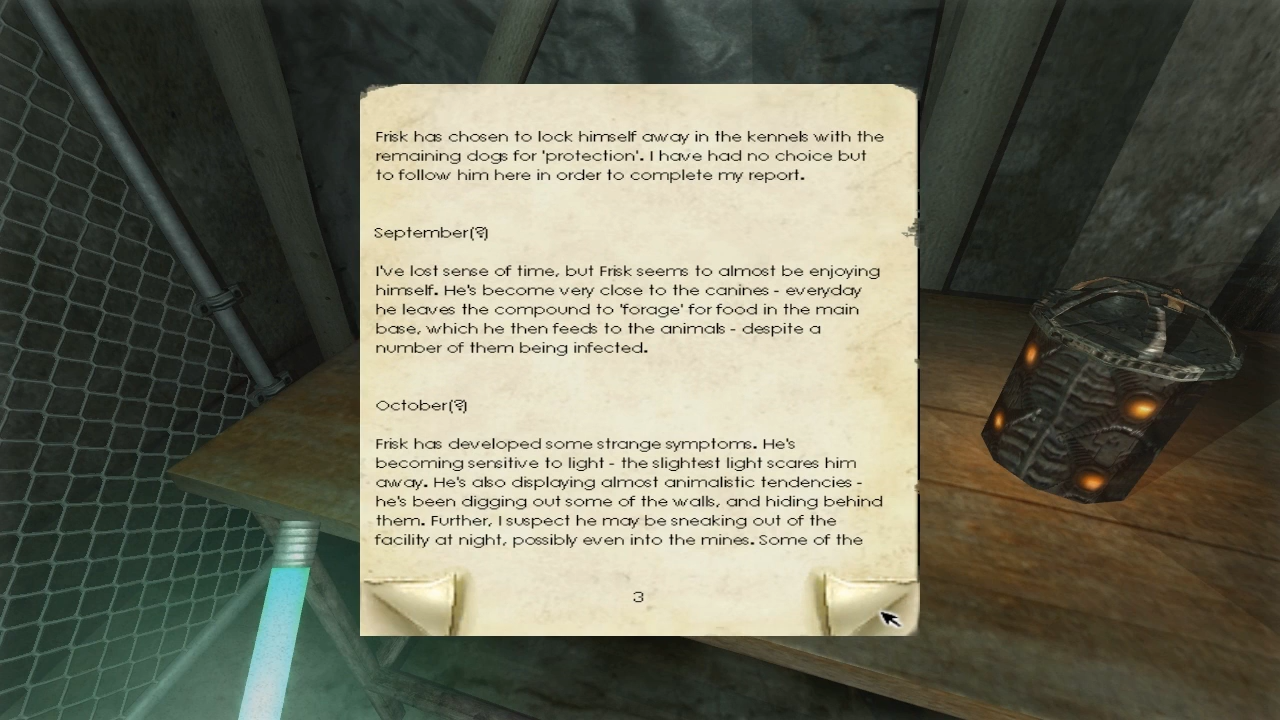 Frisk has chosen to lock himself away in the kennels with the
remaining dogs for 'protection'. I have had no choice but
to follow him here in order to complete my report.
September(?)
I've lost sense of time, but Frisk seems to almost be enjoying
himself. He's become very close to the canines - everyday
he leaves the compound to 'forage' for food in the main
base, which he then feeds to the animals - despite a
number of them being infected.
October(?)
Frisk has developed some strange symptoms. He's
becoming sensitive to light - the slightest light scares him
away. He's also displaying almost animalistic tendencies -
he's been digging out some of the walls, and hiding behind
them. Further, I suspect he may be sneaking out of the
facility at night, possibly even into the mines. Some of the
3